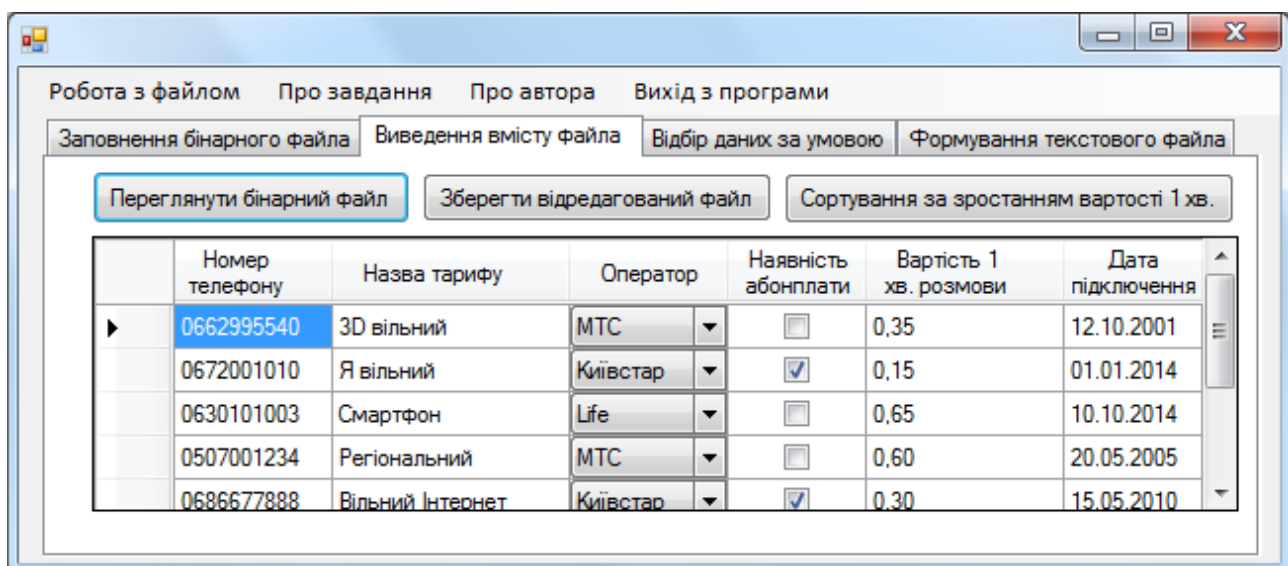 Робота з файлом Про завдання Про автора Вихід з програми
Заповнення бінарного файла Виведення вмісту файла Відбір даних за умовою Формування текстового файла
Переглянути бінарний файл Зберегти відредагований файл Сортування за зростанням вартості 1 хв.
Номер телефону Назва тарифу Оператор Наявність абонплати Вартість 1 хв. розмови Дата підключення
0662995540 3D вільний МТС 0,35 12.10.2001
0672001010 Я вільний Київстар 0,15 01.01.2014
0630101003 Смартфон Life 0,65 10.10.2014
0507001234 Регіональний МТС 0,60 20.05.2005
0686677888 Вільний Інтернет Київстар 0,30 15.05.2010